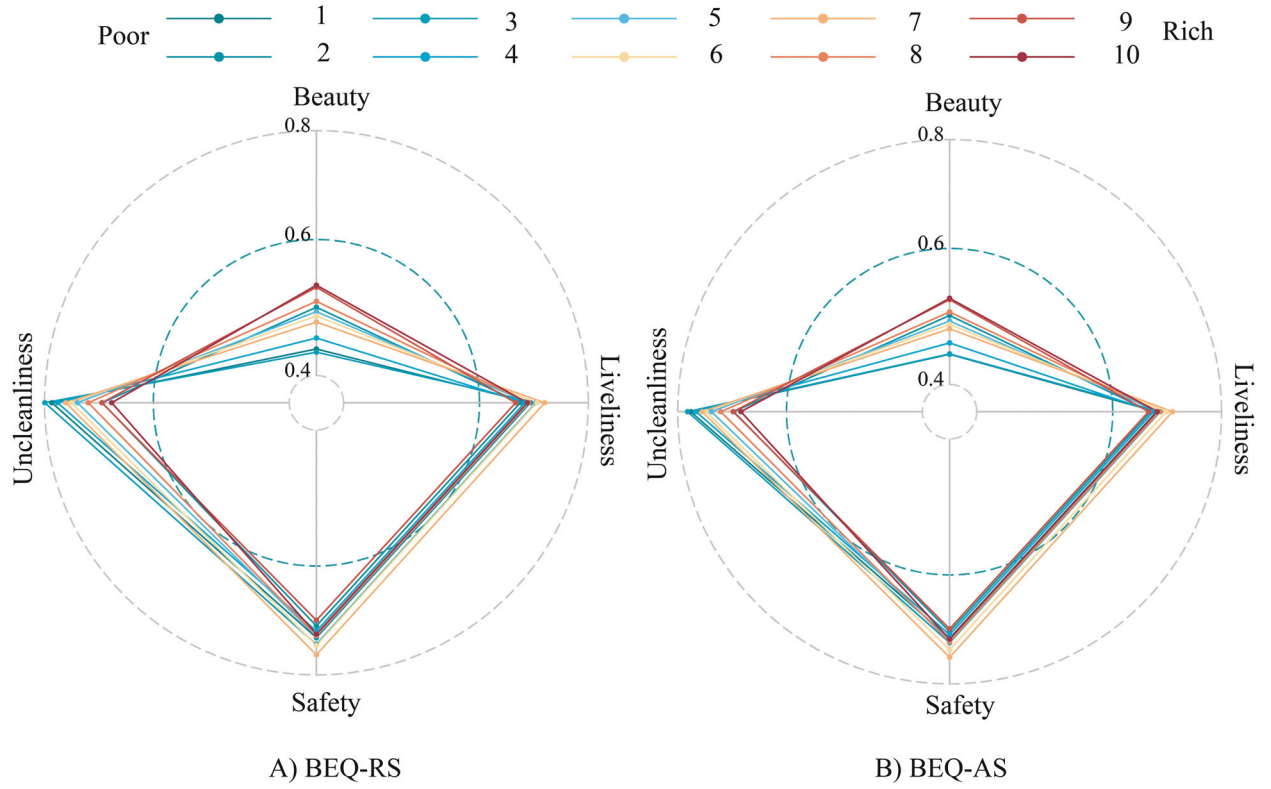 Poor 1 3 5 7 9 Rich
2 4 6 8 10
Beauty
0.8
0.6
0.4
Uncleanliness
Liveliness
Safety
A) BEQ-RS
Beauty
0.8
0.6
0.4
Uncleanliness
Liveliness
Safety
B) BEQ-AS